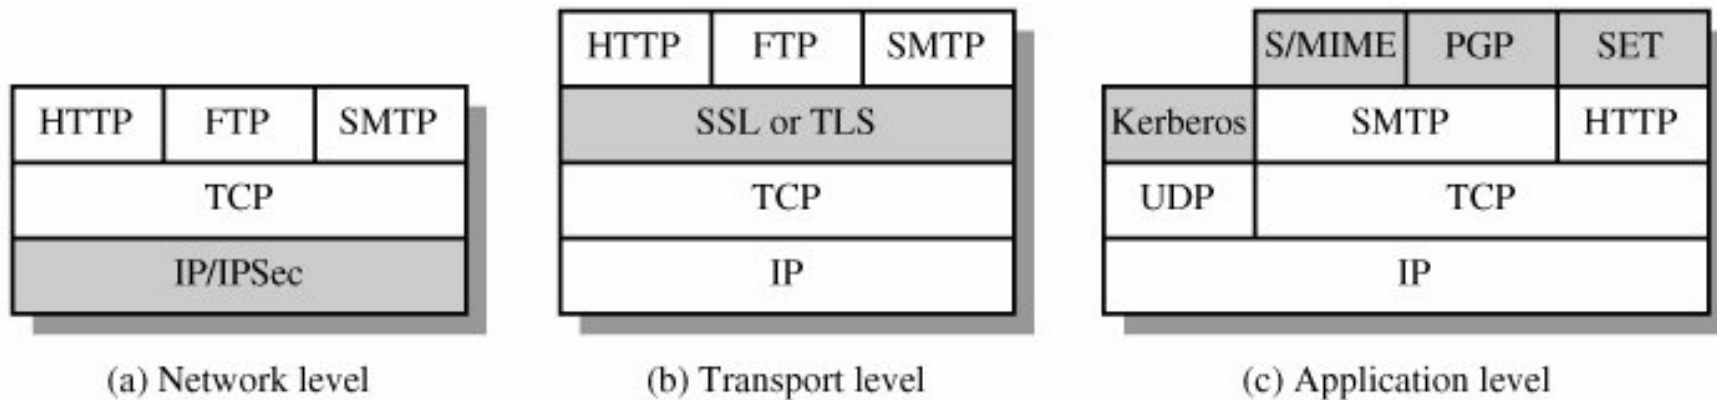 HTTP FTP SMTP
TCP
IP/IPSec
(a) Network level
HTTP FTP SMTP
SSL or TLS
TCP
IP
(b) Transport level
S/MIME PGP SET
Kerberos SMTP HTTP
UDP TCP
IP
(c) Application level